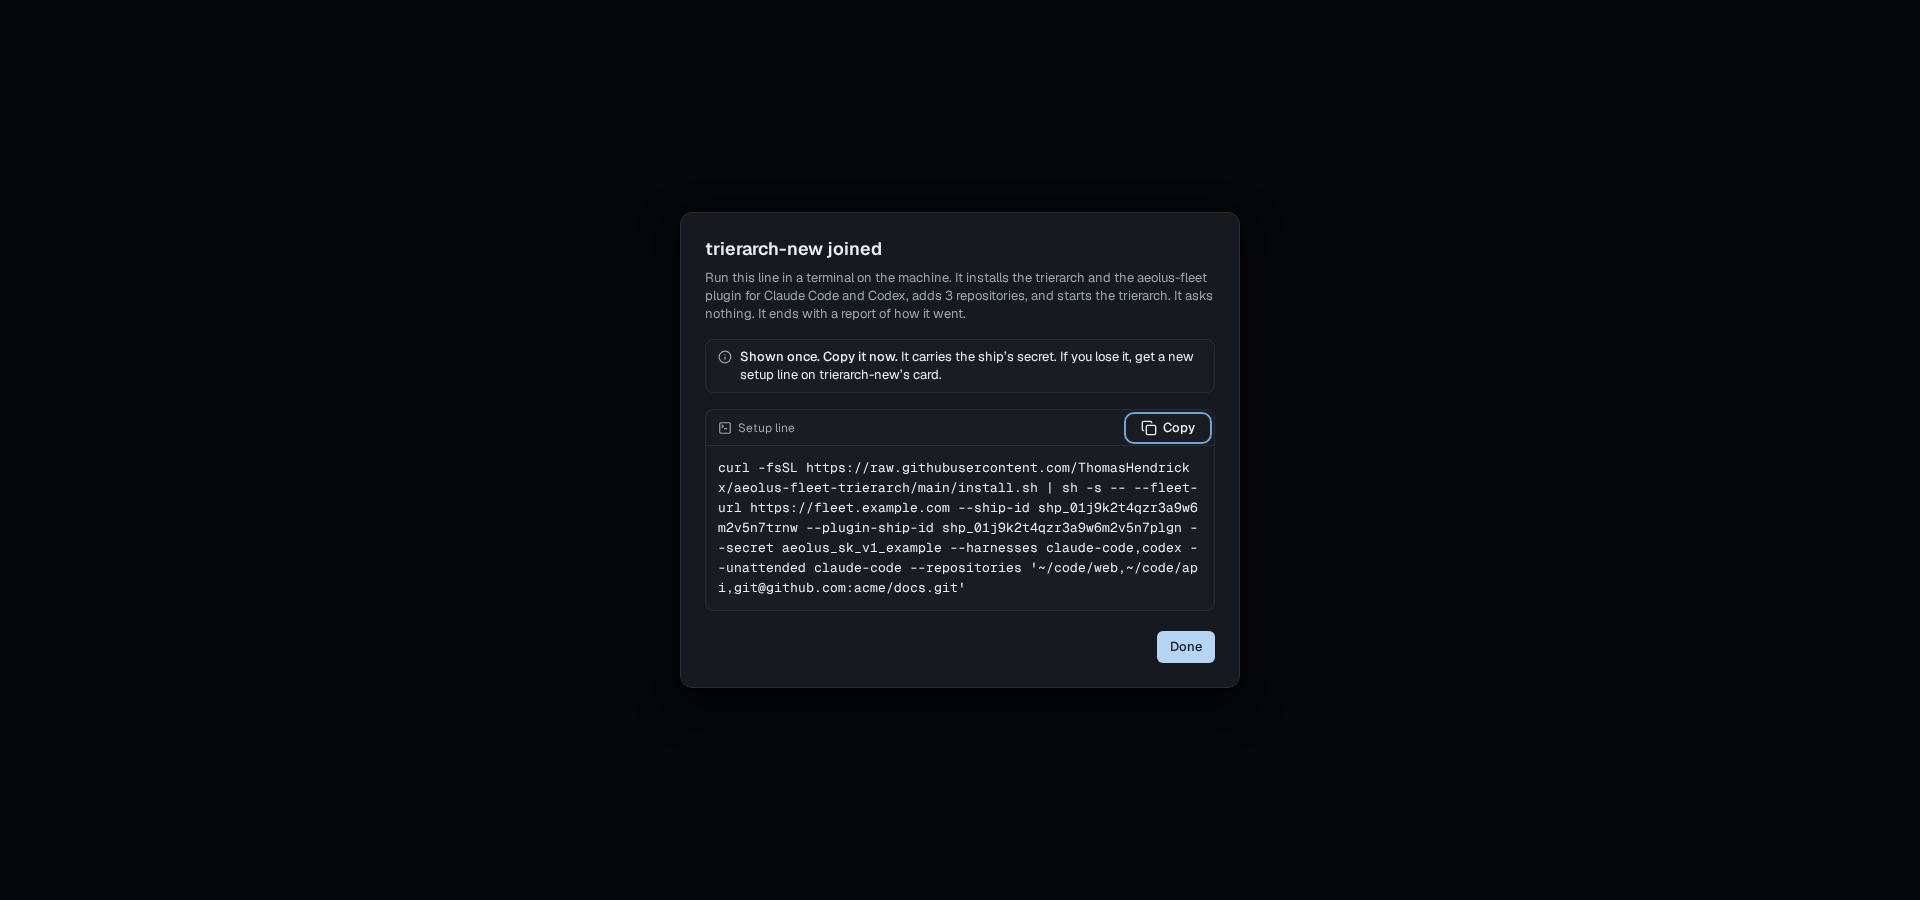 trierarch-new joined
Run this line in a terminal on the machine. It installs the trierarch and the aeolus-fleet
plugin for Claude Code and Codex, adds 3 repositories, and starts the trierarch. It asks
nothing. It ends with a report of how it went.
Shown once. Copy it now. It carries the ship's secret. If you lose it, get a new
setup line on trierarch-new's card.
Setup line
Copy
curl -fsSL https://raw.githubusercontent.com/ThomasHendrick
x/aeolus-fleet-trierarch/main/install.sh | sh -s -- --fleet-
url https://fleet.example.com --ship-id shp_01j9k2t4qzr3a9w6
m2v5n7trnw --plugin-ship-id shp_01j9k2t4qzr3a9w6m2v5n7plgn -
-secret aeolus_sk_v1_example --harnesses claude-code,codex -
-unattended claude-code --repositories '~/code/web,~/code/ap
i,git@github.com:acme/docs.git'
Done